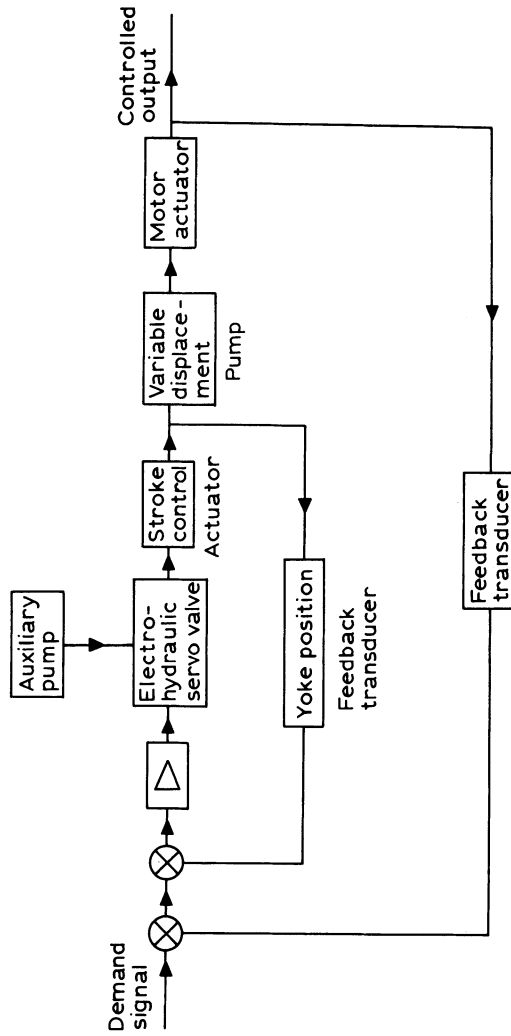 Demand
signal
Auxiliary
pump
Electro-
hydraulic
servo valve
Stroke
control
Actuator
Variable
displace-
ment
Pump
Motor
actuator
Controlled
output
Yoke position
Feedback
transducer
Feedback
transducer